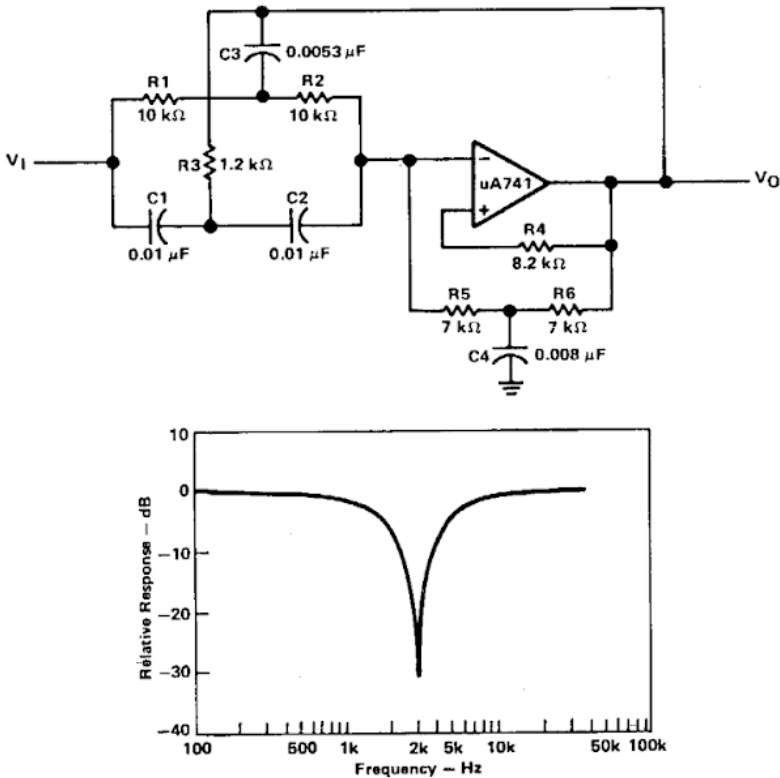 C3
0.0053 μF
R1
10 kΩ
R2
10 kΩ
VI
R3
1.2 kΩ
C1
0.01 μF
C2
0.01 μF
−
uA741
+
VO
R4
8.2 kΩ
R5
7 kΩ
R6
7 kΩ
C4
0.008 μF
Relative Response — dB
10
0
−10
−20
−30
−40
100
500
1k
2k
5k
10k
50k
100k
Frequency — Hz